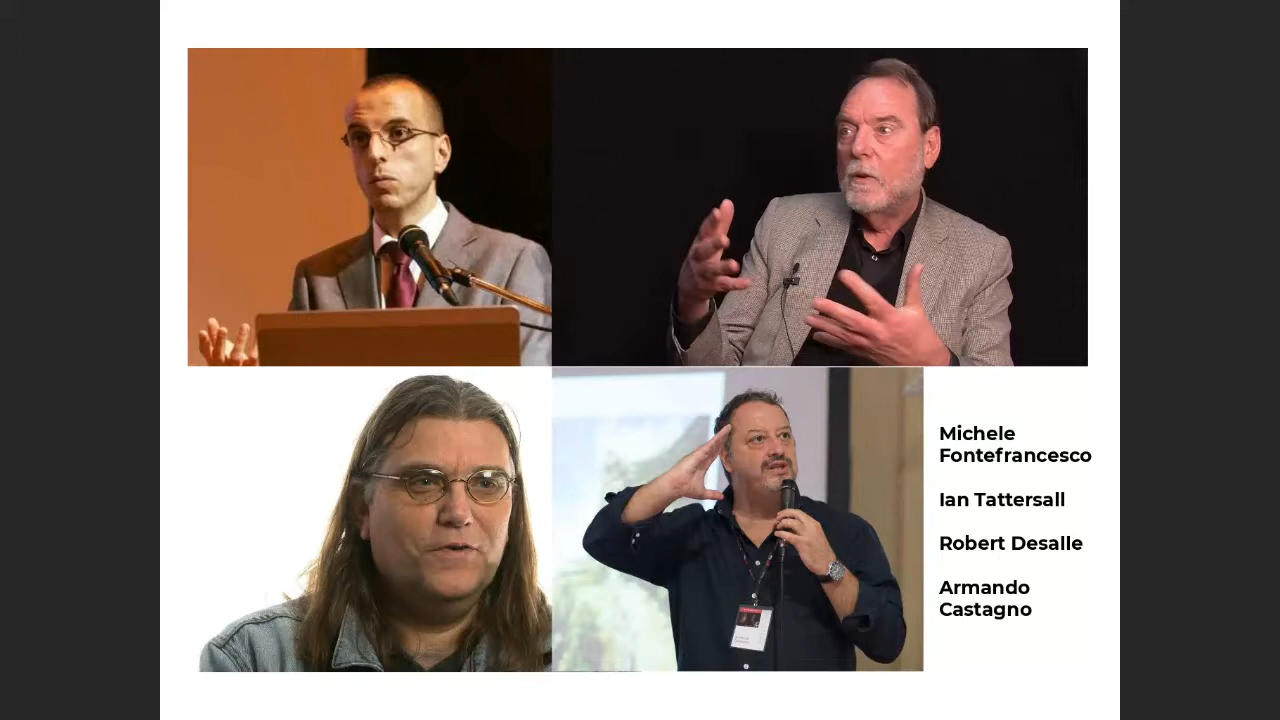 Michele
Fontefrancesco
Ian Tattersall
Robert Desalle
Armando
Castagno